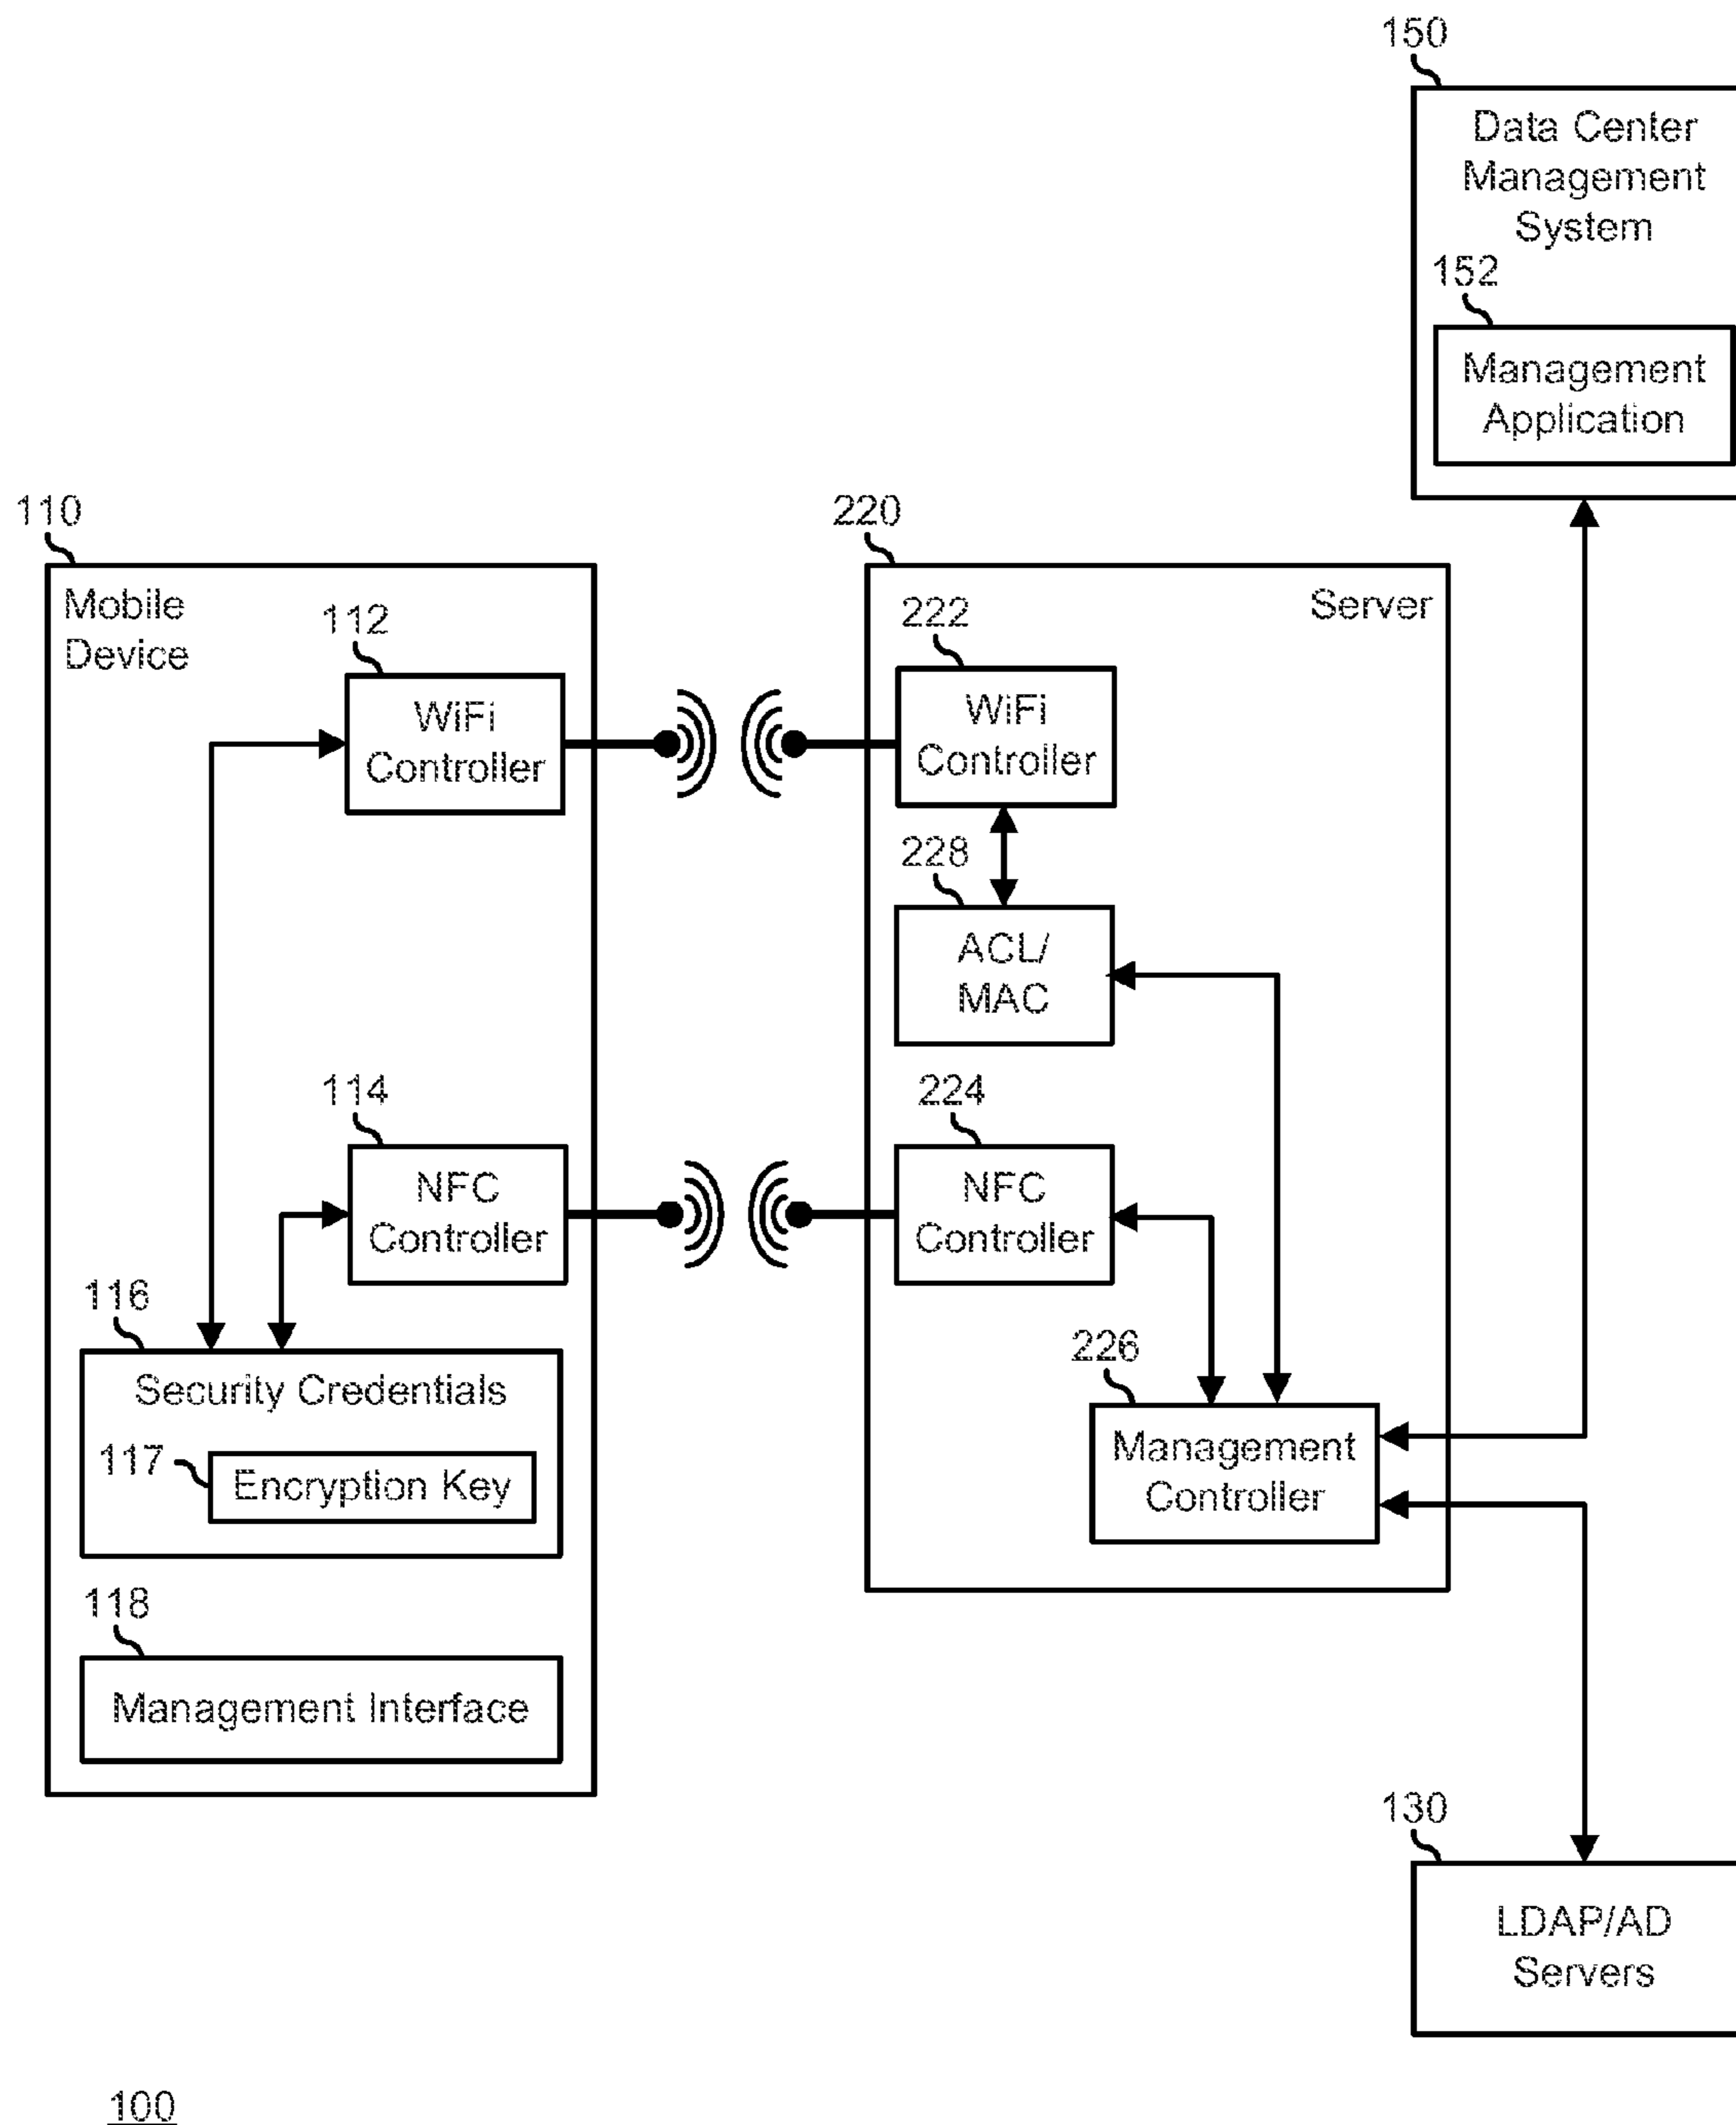 150
Data Center
Management
System
152
Management
Application
110
Mobile
Device
112
WiFi
Controller
114
NFC
Controller
116
Security Credentials
117
Encryption Key
118
Management Interface
220
Server
222
WiFi
Controller
228
ACL/
MAC
224
NFC
Controller
226
Management
Controller
130
LDAP/AD
Servers
100